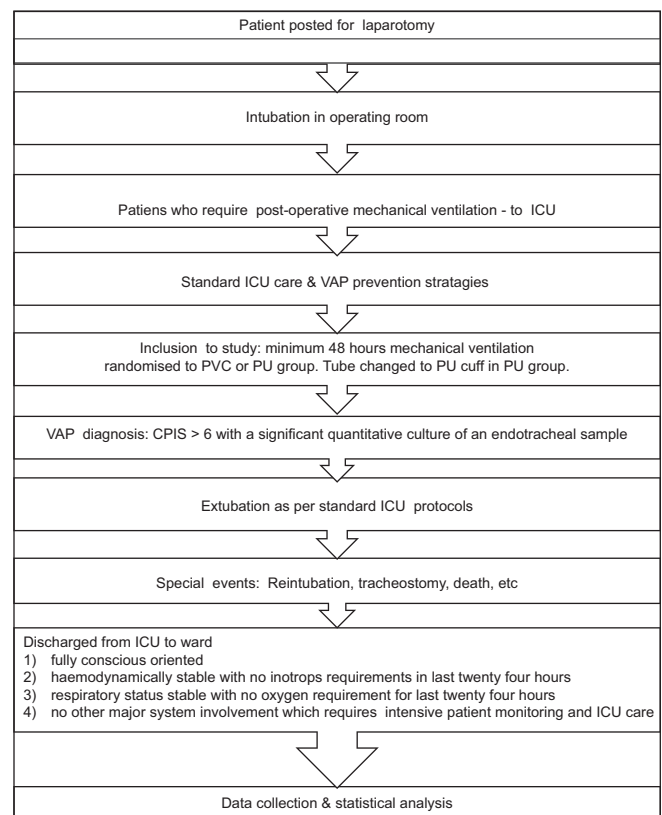 Patient posted for laparotomy
Intubation in operating room
Patiens who require post-operative mechanical ventilation - to ICU
Standard ICU care & VAP prevention stratagies
Inclusion to study: minimum 48 hours mechanical ventilation
randomised to PVC or PU group. Tube changed to PU cuff in PU group.
VAP diagnosis: CPIS > 6 with a significant quantitative culture of an endotracheal sample
Extubation as per standard ICU protocols
Special events: Reintubation, tracheostomy, death, etc
Discharged from ICU to ward
1) fully conscious oriented
2) haemodynamically stable with no inotrops requirements in last twenty four hours
3) respiratory status stable with no oxygen requirement for last twenty four hours
4) no other major system involvement which requires intensive patient monitoring and ICU care
Data collection & statistical analysis